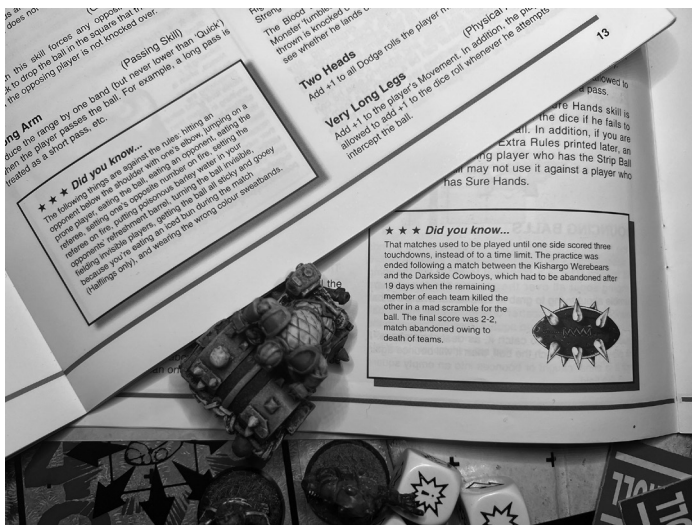 this skill forces any
to drop the ball in the square that
the opposing player is not knocked over.
(Passing Skill)
Arm
the range by one band (but never lower than 'Quick')
when the player passes the ball. For example, a long pass is
treated as a short pass, etc.
★ ★ ★ Did you know...
The following things are against the rules: hitting an
opponent below the shoulder with one's elbow, jumping on a
prone player, eating the ball, eating an opponent, eating the
referee, setting one's opposite number on fire, setting the
referee on fire, putting poisonous barley water in your
opponents' refreshment barrel, turning the ball invisible,
fielding invisible players, getting the ball all sticky and gooey
because you're eating an iced bun during the match
(Halflings only), and wearing the wrong colour sweatbands.
The Blood
Monster 'tumbles
thrown is knocked
see whether he lands
Two Heads
Add +1 to all Dodge rolls the player
Very Long Legs
(Physical
Add +1 to the player's Movement. In addition, the
allowed to add +1 to the dice roll whenever he attempts
intercept the ball.
13
allowed to
a pass.
Hands skill is
the dice if he fails to
In addition, if you are
Extra Rules printed later, an
player who has the Strip Ball
may not use it against a player who
has Sure Hands.
★ ★ ★ Did you know...
That matches used to be played until one side scored three
touchdowns, instead of to a time limit. The practice was
ended following a match between the Kishargo Werebears
and the Darkside Cowboys, which had to be abandoned after
19 days when the remaining
member of each team killed the
other in a mad scramble for the
ball. The final score was 2-2,
match abandoned owing to
death of teams.
the